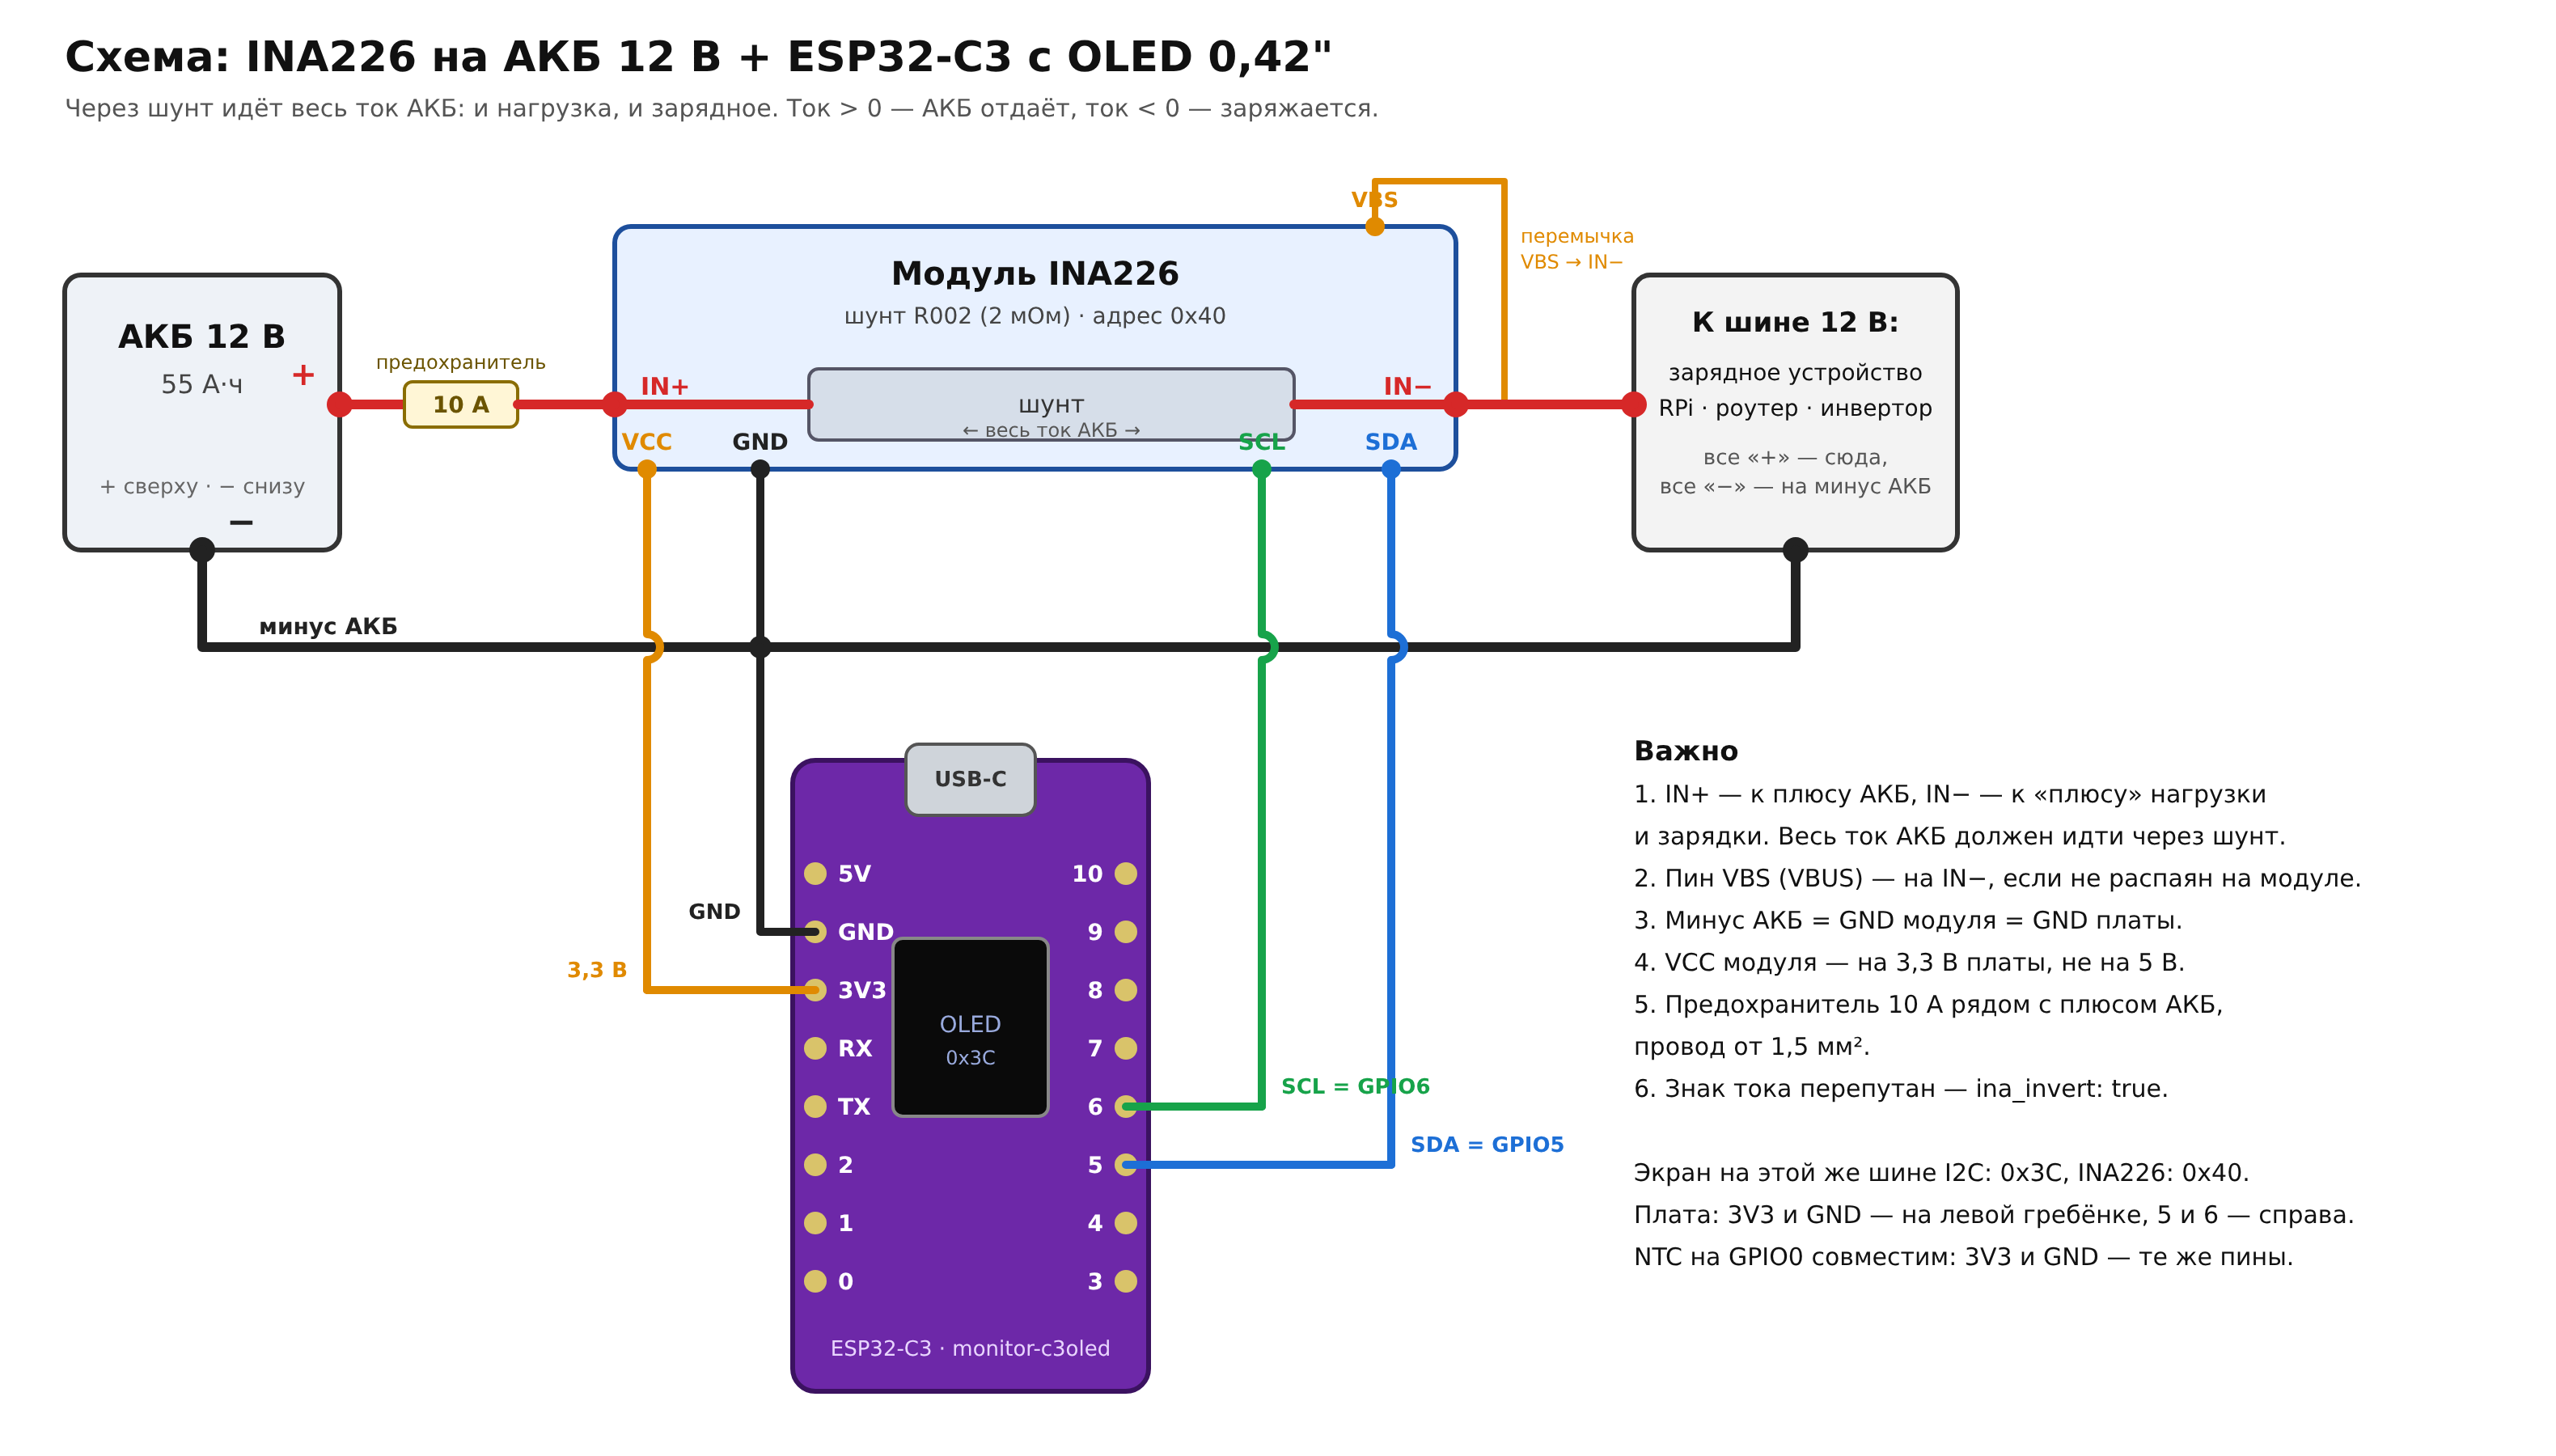 Схема: INA226 на АКБ 12 В + ESP32-C3 с OLED 0,42"
Через шунт идёт весь ток АКБ: и нагрузка, и зарядное. Ток > 0 — АКБ отдаёт, ток < 0 — заряжается.
VBS
перемычка
VBS → IN−
Модуль INA226
шунт R002 (2 мОм) · адрес 0x40
АКБ 12 В
55 А·ч
+
+ сверху · − снизу
−
предохранитель
10 А
IN+
шунт
← весь ток АКБ →
IN−
VCC
GND
SCL
SDA
К шине 12 В:
зарядное устройство
RPi · роутер · инвертор
все «+» — сюда,
все «−» — на минус АКБ
минус АКБ
USB-C
5V
GND
3V3
RX
TX
2
1
0
10
9
8
7
6
5
4
3
GND
3,3 В
OLED
0x3C
SCL = GPIO6
SDA = GPIO5
ESP32-C3 · monitor-c3oled
Важно
1. IN+ — к плюсу АКБ, IN− — к «плюсу» нагрузки
и зарядки. Весь ток АКБ должен идти через шунт.
2. Пин VBS (VBUS) — на IN−, если не распаян на модуле.
3. Минус АКБ = GND модуля = GND платы.
4. VCC модуля — на 3,3 В платы, не на 5 В.
5. Предохранитель 10 А рядом с плюсом АКБ,
провод от 1,5 мм².
6. Знак тока перепутан — ina_invert: true.
Экран на этой же шине I2C: 0x3C, INA226: 0x40.
Плата: 3V3 и GND — на левой гребёнке, 5 и 6 — справа.
NTC на GPIO0 совместим: 3V3 и GND — те же пины.